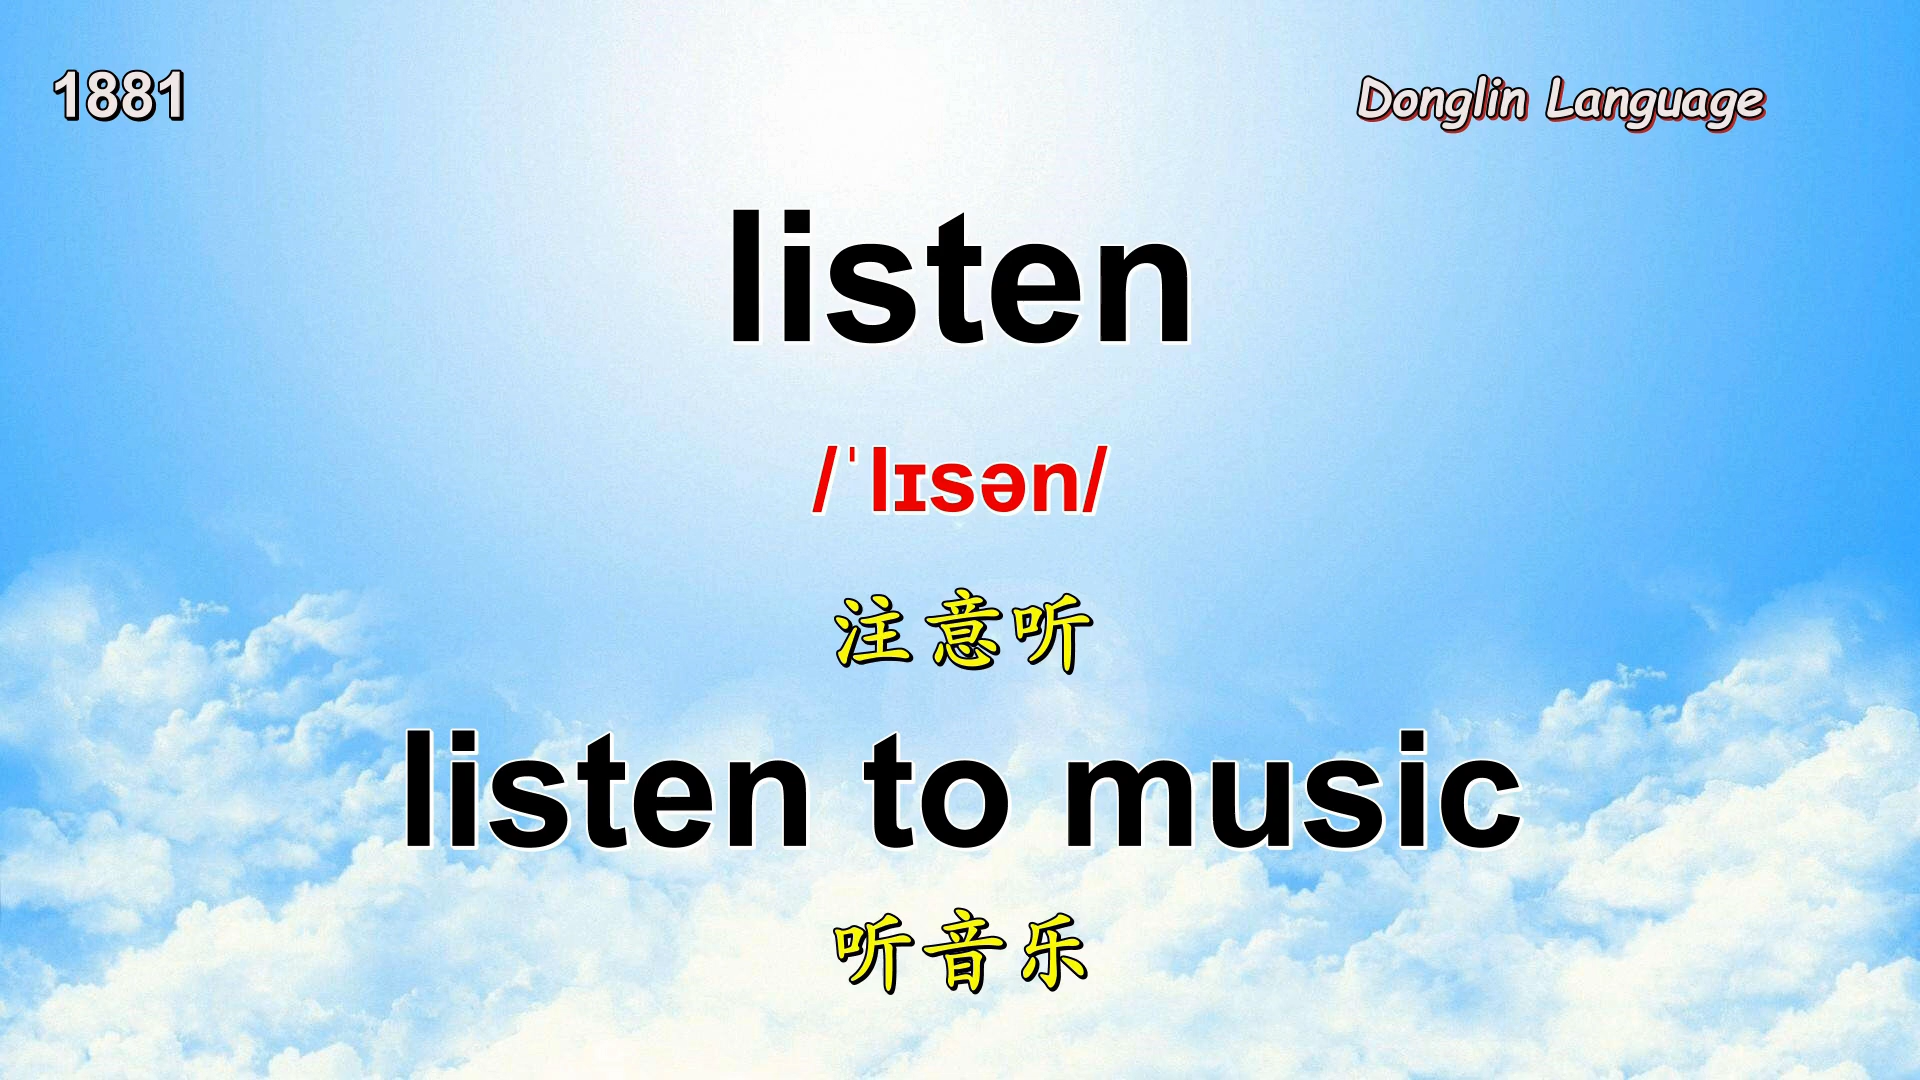 1881
Donglin Language
listen
/ˈlɪsən/
注意听
listen to music
听音乐